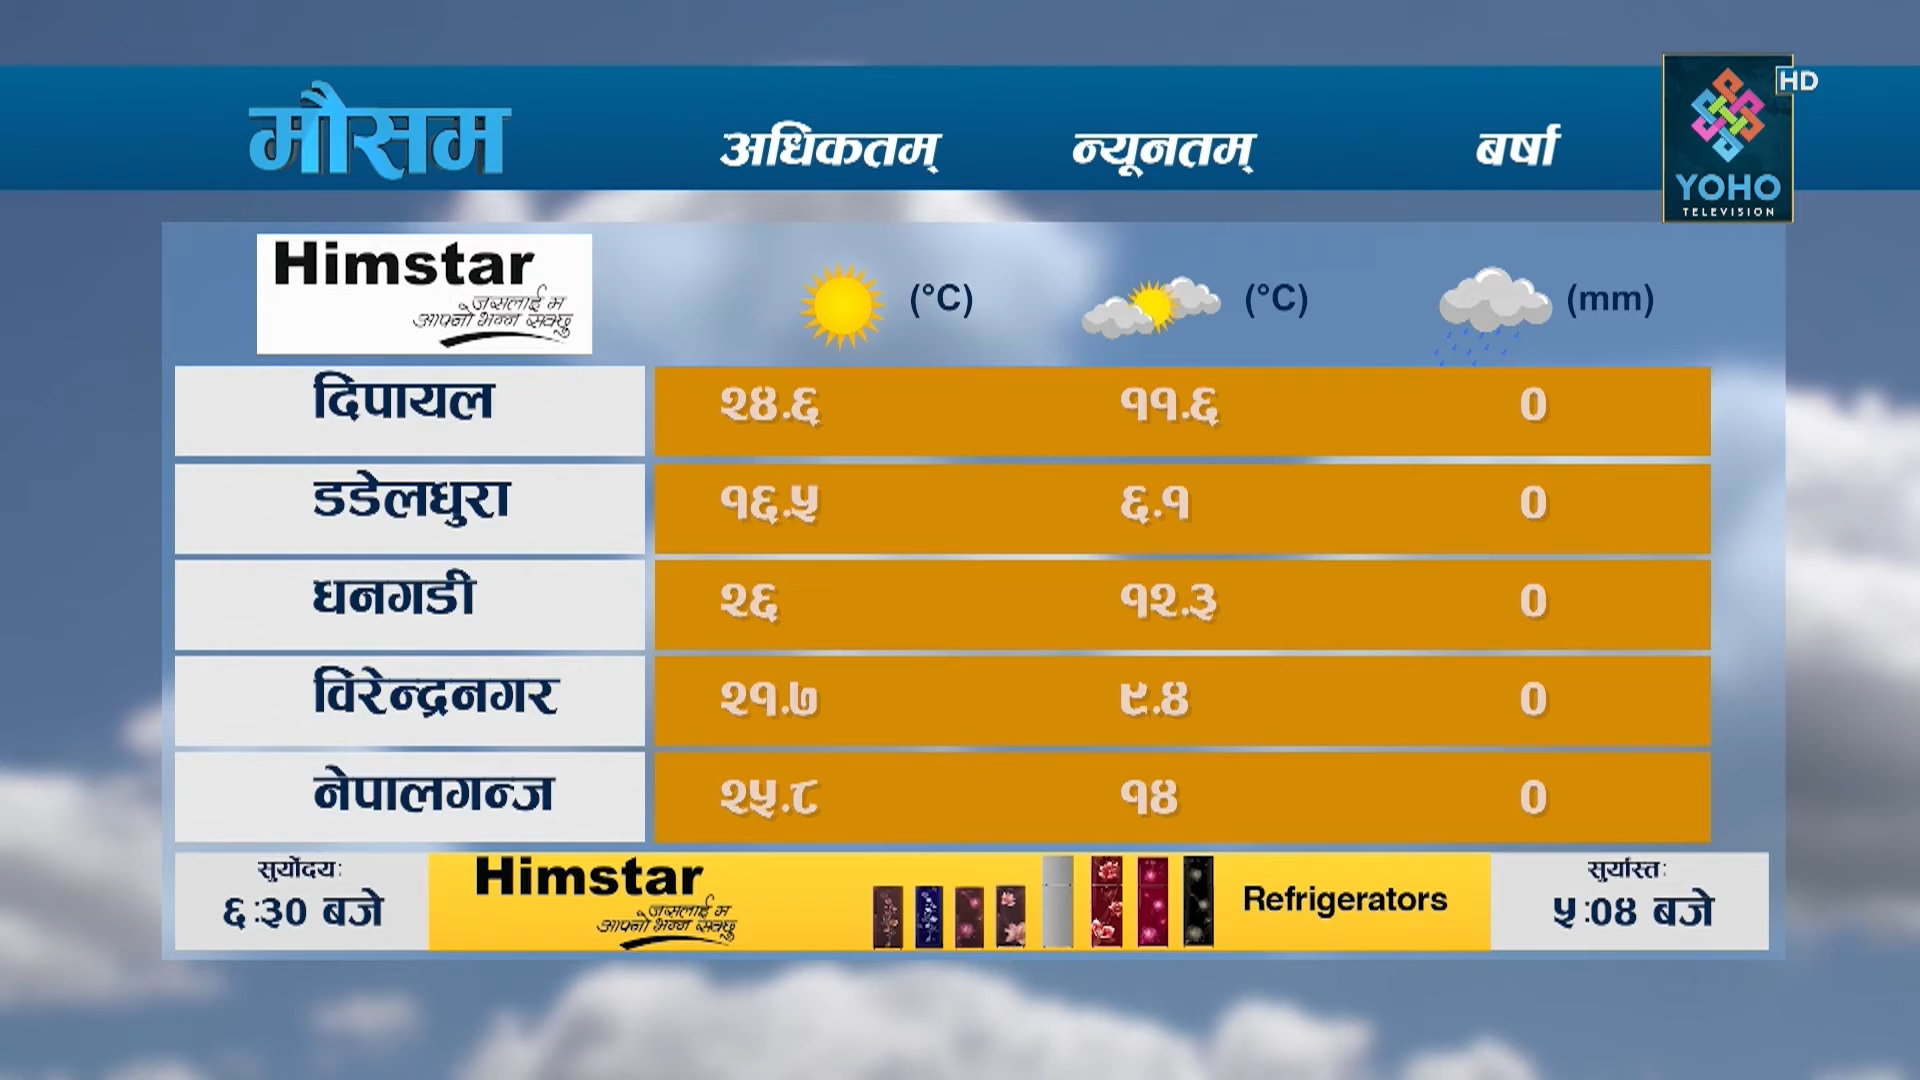 मौसम अधिकतम् न्यूनतम् बर्षा
HD
YOHO
TELEVISION
Himstar
जसलाई म
आफ्नो भन्न सक्छु
(°C) (°C) (mm)
दिपायल २४.६ ११.६ 0
डडेलधुरा १६.५ ६.१ 0
धनगडी २६ १२.३ 0
विरेन्द्रनगर २१.७ ९.४ 0
नेपालगन्ज २५.८ १४ 0
सुर्योदय:
६:३0 बजे
Himstar
जसलाई म
आफ्नो भन्न सक्छु
Refrigerators
सुर्यास्त:
५:0४ बजे